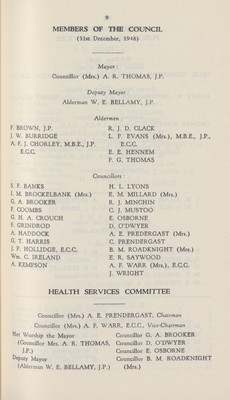 9
MEMBERS OF THE COUNCIL
(31st December, 1948)
Mayor:
Councillor (Mrs.) A. R. THOMAS, J.P.
Deputy Mayor
Alderman W. E. BELLAMY, J.P.
Aldermen:
F. BROWN, J.P.
J. W. BURRIDGE
A. F. J. CHORLEY, M.B.E., J.P.
E.C.C.
R. J. D. CLACK
L. F. EVANS (Mrs.), M.B.E., J.P.,
E.C.C.
E. E. HENNEM
F. G. THOMAS
Councillors
S. F. BANKS
I. M. BROCKELBANK (Mrs.)
G. A. BROOKER
F. COOMBS
G. H. A. CROUCH
F. GRINDROD
A. HADDOCK
G. T. HARRIS
J. F. HOLLIDGE, E.C.C.
Wm. C. IRELAND
A. KEMPSON
H. L. LYONS
E. M. MILLARD (Mrs.)
R. J. MINCHIN
C. J. MUSTOO
E. OSBORNE
D. O'DWYER
A. E. PREDERGAST (Mrs.)
C. PRENDERGAST
B. M. ROADKNIGHT (Mrs.)
E. R. SAYWOOD
A. F. WARR (Mrs.), E.C.C.
J. WRIGHT
HEALTH SERVICES COMMITTEE
Councillor (Mrs.) A. E. PRENDERGAST, Chairman
Councillor (Mrs.) A. F. WARR, E.C.C., Vice-Chairman
Her Worship the Mayor
(Councillor Mrs. A. R. THOMAS,
J.P.)
Deputy Mayor
(Alderman W. E. BELLAMY, J.P.)
Councillor G. A. BROOKER
Councillor D. O'DWYER
Councillor E. OSBORNE
Councillor B. M. ROADKNIGHT
(Mrs.)